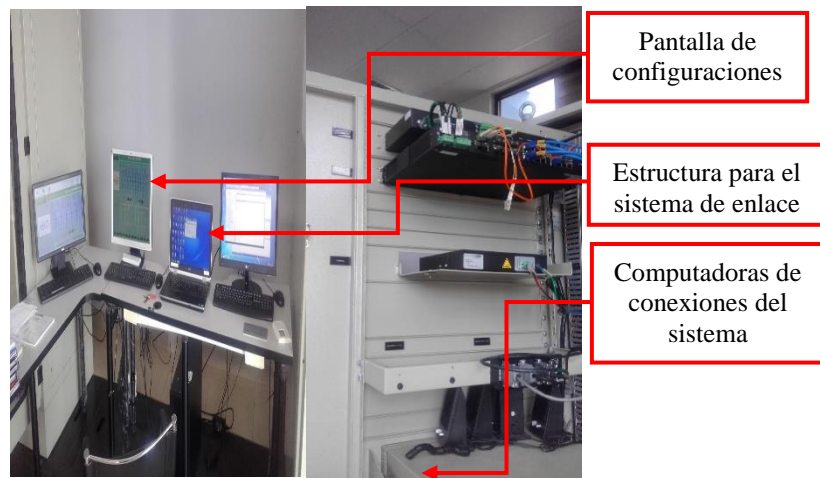 Pantalla de
configuraciones
Estructura para el
sistema de enlace
Computadoras de
conexiones del
sistema